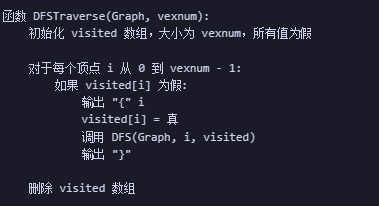 函数 DFSTraverse(Graph, vexnum):
初始化 visited 数组，大小为 vexnum，所有值为假
对于每个顶点 i 从 0 到 vexnum - 1:
如果 visited[i] 为假:
输出 "{" i
visited[i] = 真
调用 DFS(Graph, i, visited)
输出 "}"
删除 visited 数组